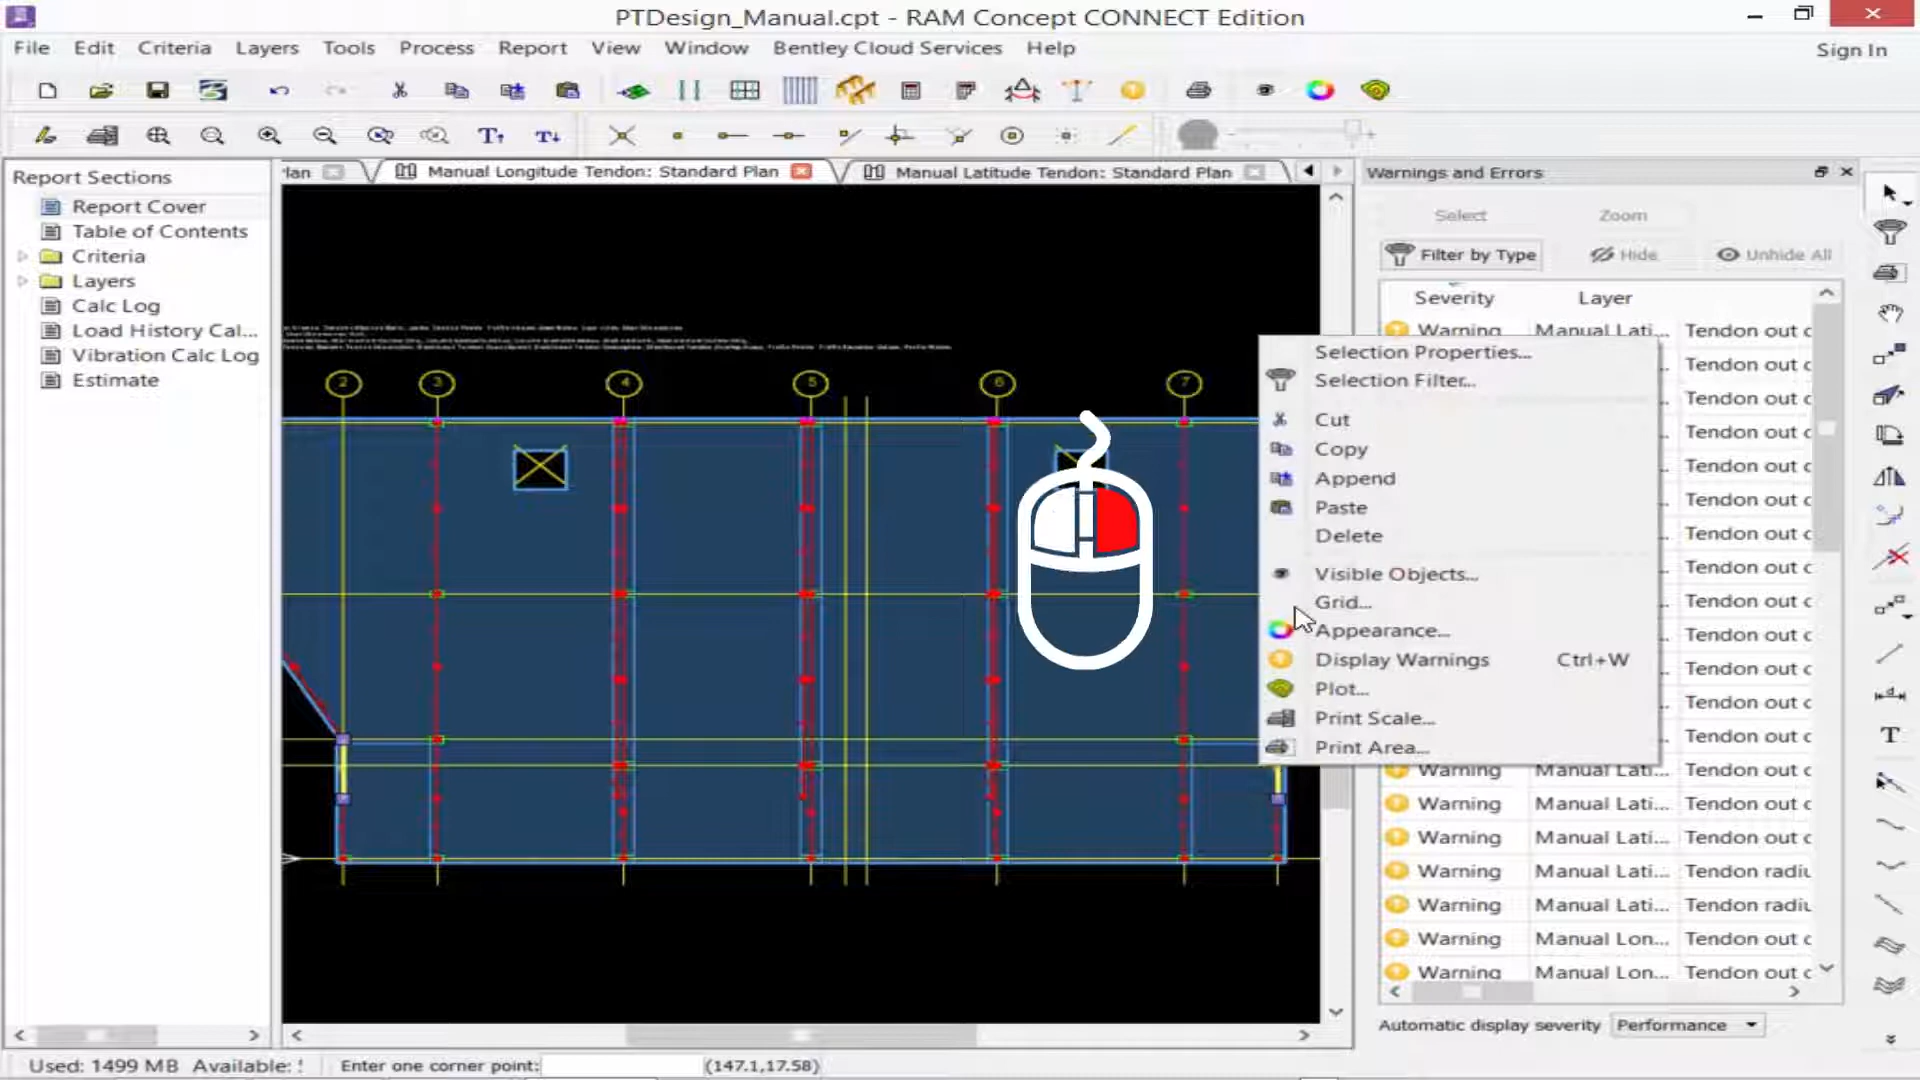 PTDesign_Manual.cpt - RAM Concept CONNECT Edition
File Edit Criteria Layers Tools Process Report View Window Bentley Cloud Services Help
Sign In
Report Sections
Report Cover
Table of Contents
Criteria
Layers
Calc Log
Load History Cal...
Vibration Calc Log
Estimate
lan
Manual Longitude Tendon: Standard Plan
Manual Latitude Tendon: Standard Plan
2 3 4 5 6 7
Selection Properties...
Selection Filter...
Cut
Copy
Append
Paste
Delete
Visible Objects...
Grid...
Appearance...
Display Warnings Ctrl+W
Plot...
Print Scale...
Print Area...
Warnings and Errors
Select Zoom
Filter by Type Hide Unhide All
Severity Layer
Warning Manual Lati... Tendon out c
Tendon out c
Tendon out c
Tendon out c
Tendon out c
Tendon out c
Tendon out c
Tendon out c
Tendon out c
Tendon out c
Tendon out c
Tendon out c
Tendon out c
Warning Manual Lati... Tendon out c
Warning Manual Lati... Tendon out c
Warning Manual Lati... Tendon out c
Warning Manual Lati... Tendon radiu
Warning Manual Lati... Tendon radiu
Warning Manual Lon... Tendon out c
Warning Manual Lon... Tendon out c
Automatic display severity Performance
Used: 1499 MB Available:
Enter one corner point:
(147.1,17.58)